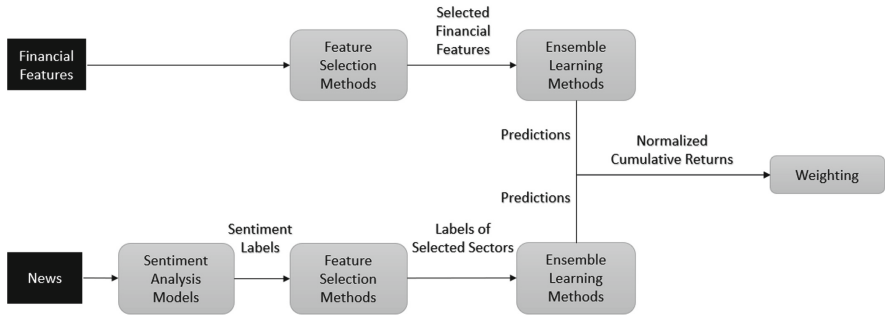 Financial
Features
Feature
Selection
Methods
Selected
Financial
Features
Ensemble
Learning
Methods
Predictions
Normalized
Cumulative Returns
Weighting
Predictions
News
Sentiment
Analysis
Models
Sentiment
Labels
Feature
Selection
Methods
Labels of
Selected Sectors
Ensemble
Learning
Methods